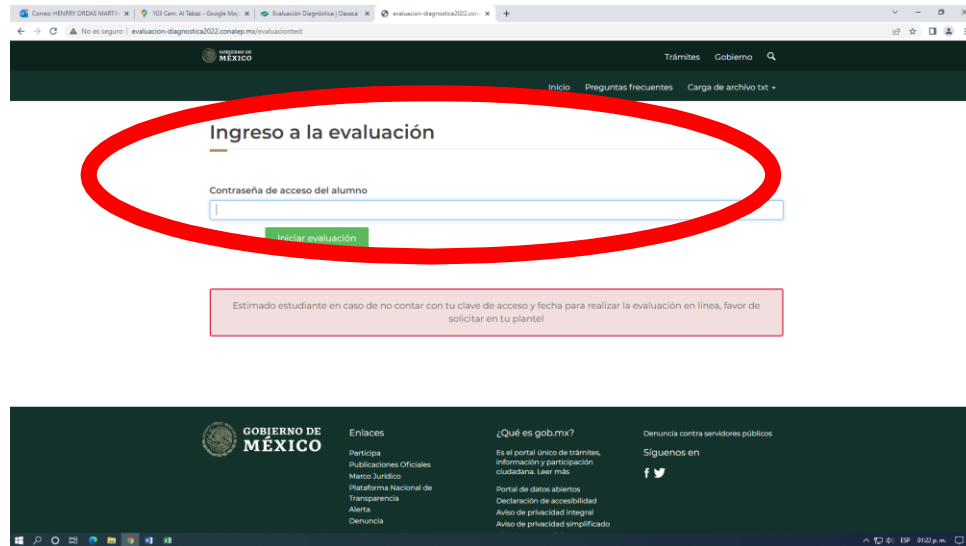 Correo: HENRRY ORDAS MARTI
103 Cam. Al Tebao - Google Map
Evaluación Diagnóstica | Oaxaca
evaluacion-diagnostica2022.con
No es seguro | evaluacion-diagnostica2022.conalep.mx/evaluaciontest
GOBIERNO DE
MÉXICO
Trámites Gobierno
Inicio Preguntas frecuentes Carga de archivo txt
Ingreso a la evaluación
Contraseña de acceso del alumno
Iniciar evaluación
Estimado estudiante en caso de no contar con tu clave de acceso y fecha para realizar la evaluación en línea, favor de
solicitar en tu plantel
GOBIERNO DE
MÉXICO
Enlaces
Participa
Publicaciones Oficiales
Marco Jurídico
Plataforma Nacional de
Transparencia
Alerta
Denuncia
¿Qué es gob.mx?
Es el portal único de trámites,
información y participación
ciudadana. Leer más
Portal de datos abiertos
Declaración de accesibilidad
Aviso de privacidad integral
Aviso de privacidad simplificado
Denuncia contra servidores públicos
Síguenos en
ESP 01:22 p. m.